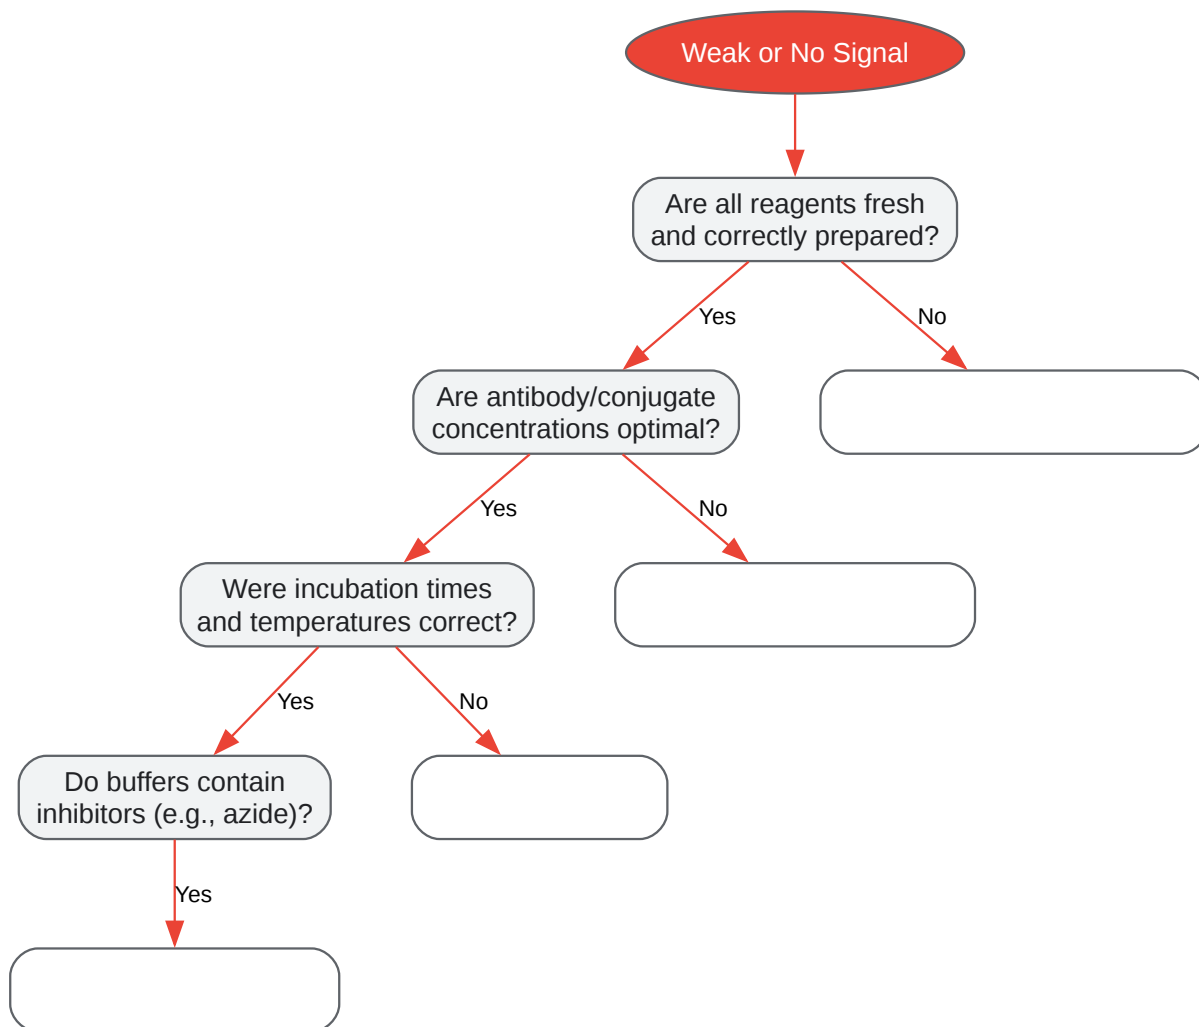 Weak or No Signal
Are all reagents fresh
and correctly prepared?
Yes
No
Are antibody/conjugate
concentrations optimal?
Yes
No
Were incubation times
and temperatures correct?
Yes
No
Do buffers contain
inhibitors (e.g., azide)?
Yes